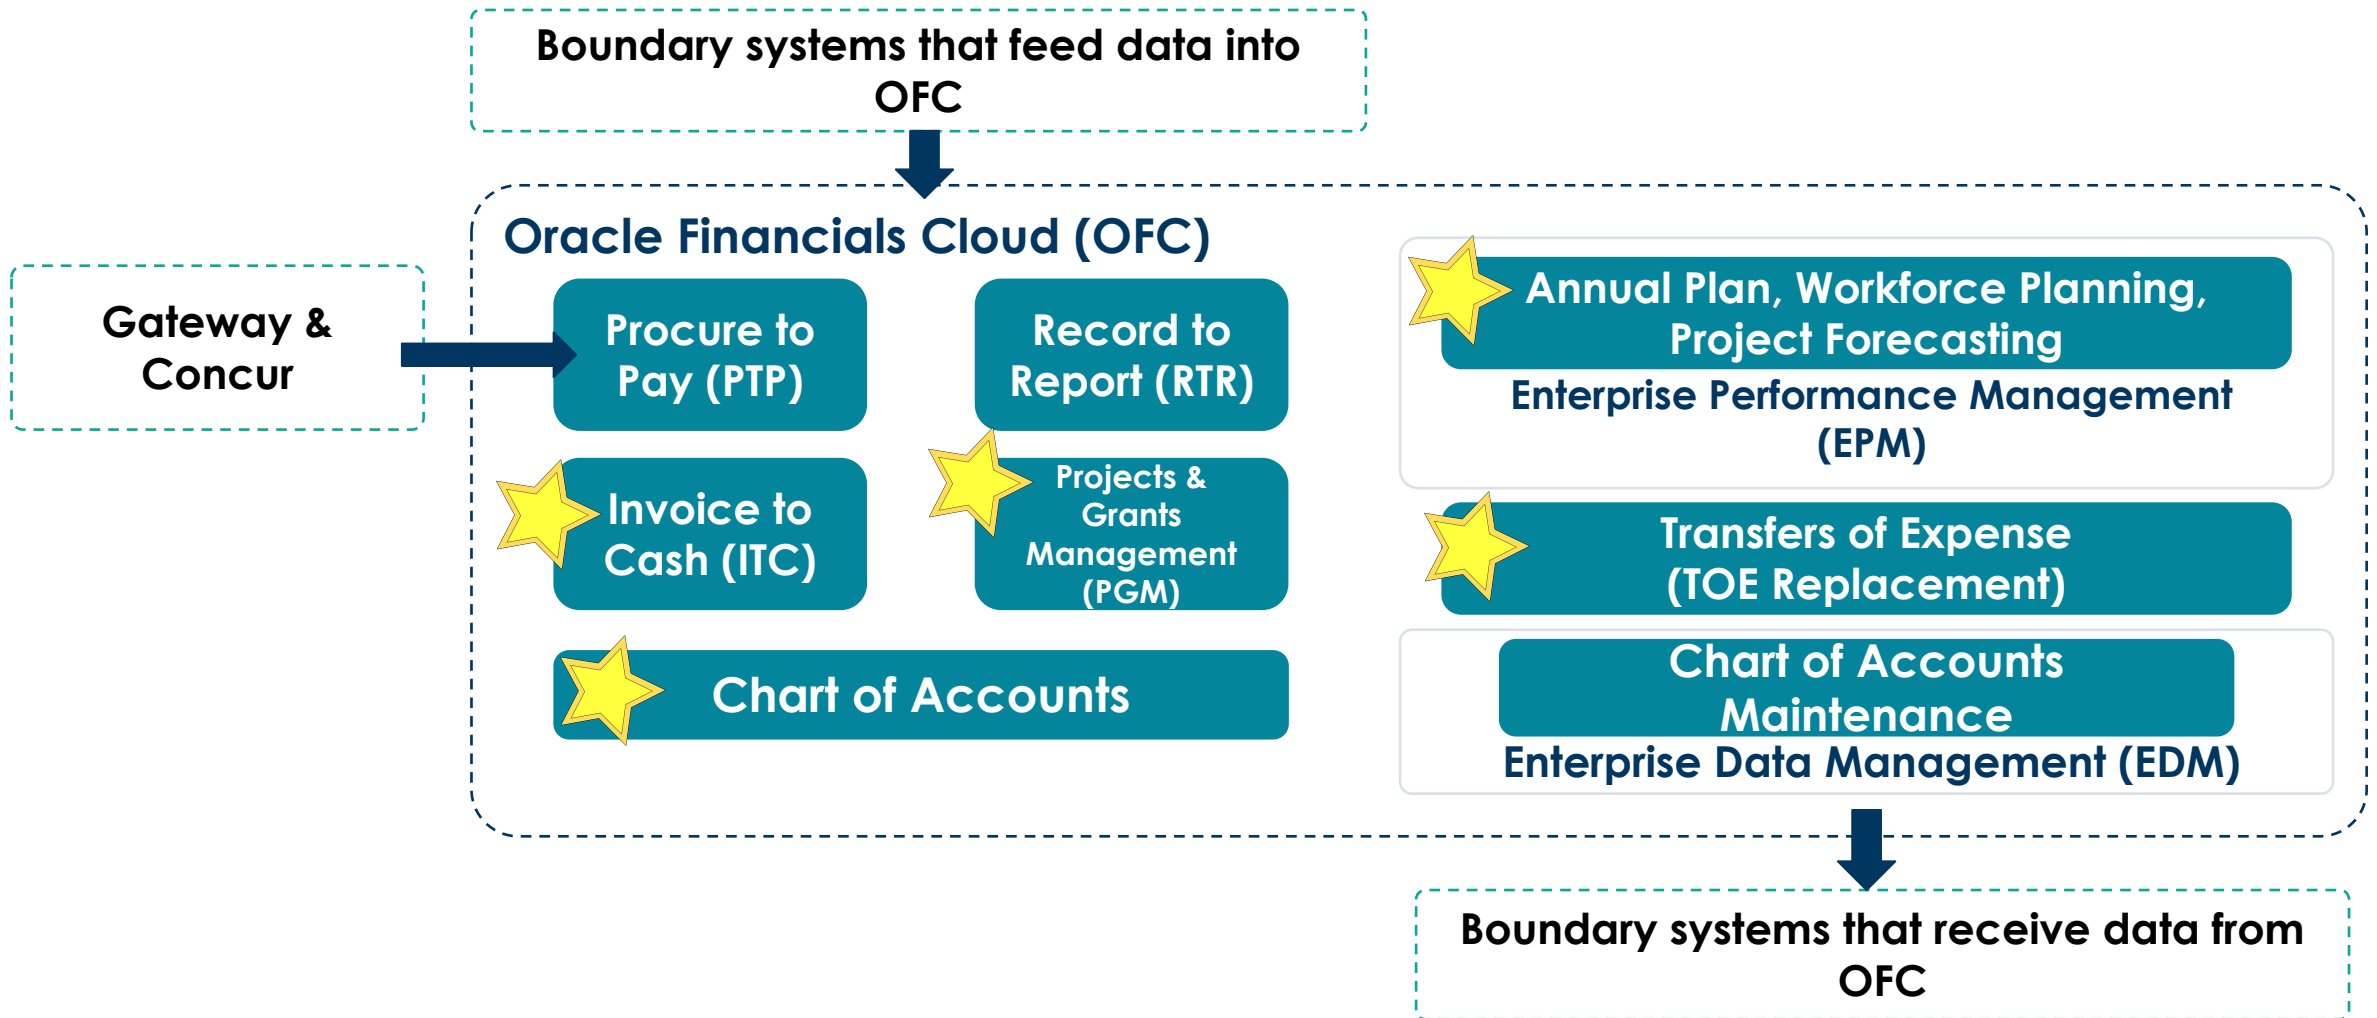 Boundary systems that feed data into
OFC
Oracle Financials Cloud (OFC)
Gateway &
Concur
Procure to
Pay (PTP)
Record to
Report (RTR)
Invoice to
Cash (ITC)
Projects &
Grants
Management
(PGM)
Chart of Accounts
Annual Plan, Workforce Planning,
Project Forecasting
Enterprise Performance Management
(EPM)
Transfers of Expense
(TOE Replacement)
Chart of Accounts
Maintenance
Enterprise Data Management (EDM)
Boundary systems that receive data from
OFC